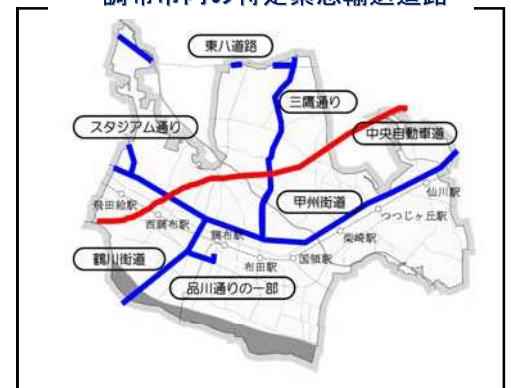 調布市内の特定緊急輸送道路
東八道路
三鷹通り
スタジアム通り
中央自動車道
甲州街道
仙川駅
飛田給駅
つつじヶ丘駅
西調布駅
調布駅
柴崎駅
鶴川街道
布田駅
国領駅
品川通りの一部